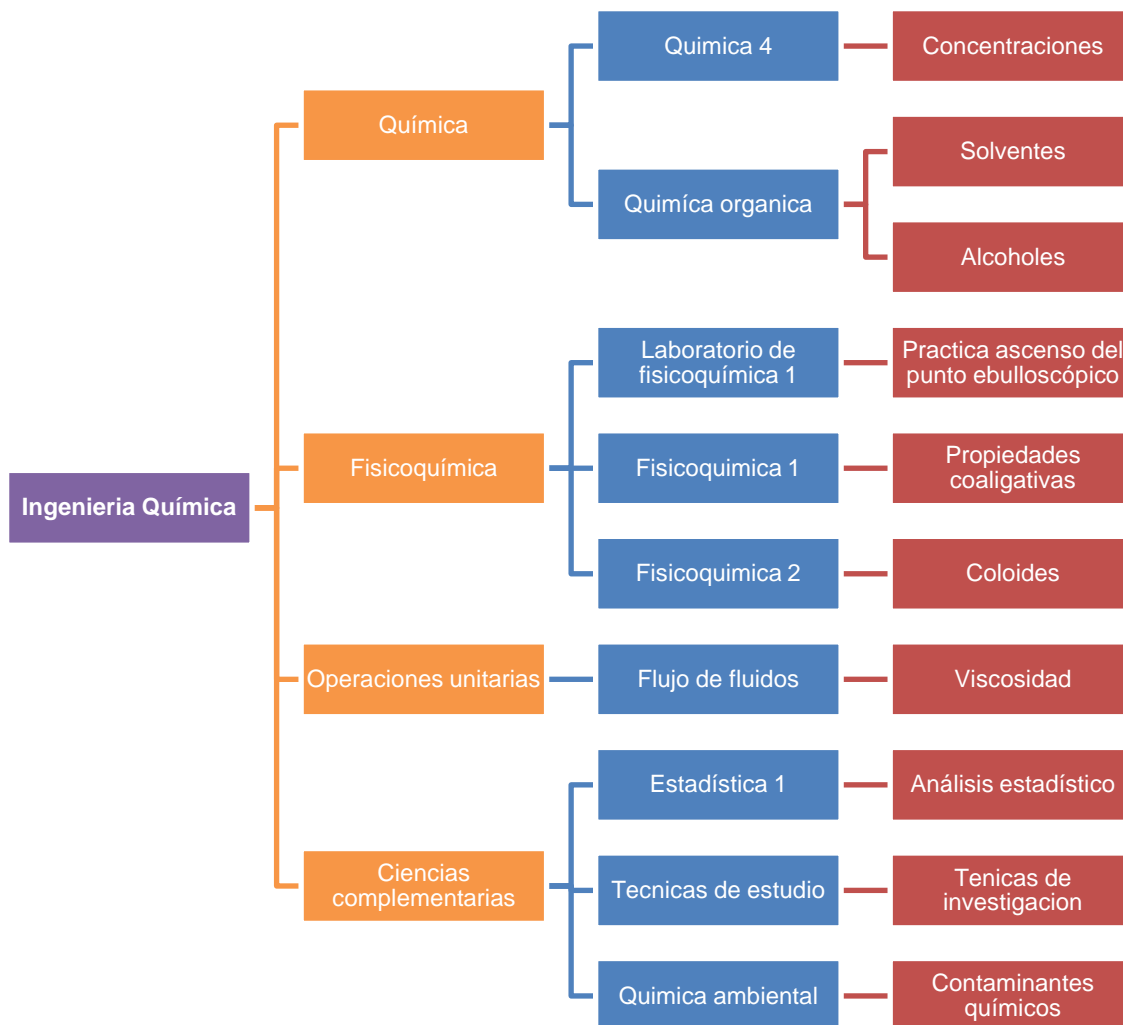 Ingenieria Química
Química
Quimica 4
Concentraciones
Quimíca organica
Solventes
Alcoholes
Fisicoquímica
Laboratorio de
fisicoquímica 1
Practica ascenso del
punto ebulloscópico
Fisicoquimica 1
Propiedades
coaligativas
Fisicoquimica 2
Coloides
Operaciones unitarias
Flujo de fluidos
Viscosidad
Ciencias
complementarias
Estadística 1
Análisis estadístico
Tecnicas de estudio
Tenicas de
investigacion
Quimica ambiental
Contaminantes
químicos